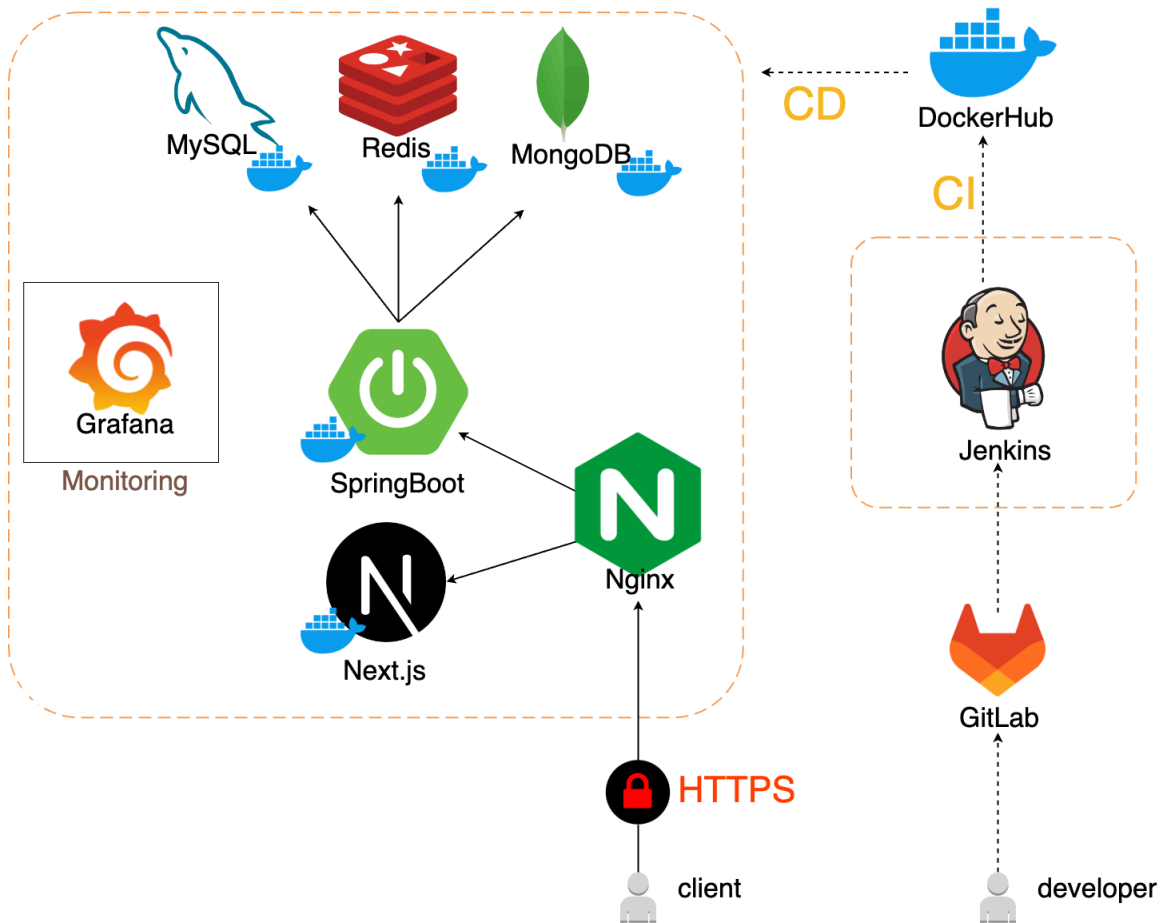 MySQL
Redis
MongoDB
DockerHub
CD
CI
Grafana
Monitoring
SpringBoot
Jenkins
Nginx
Next.js
GitLab
HTTPS
client
developer